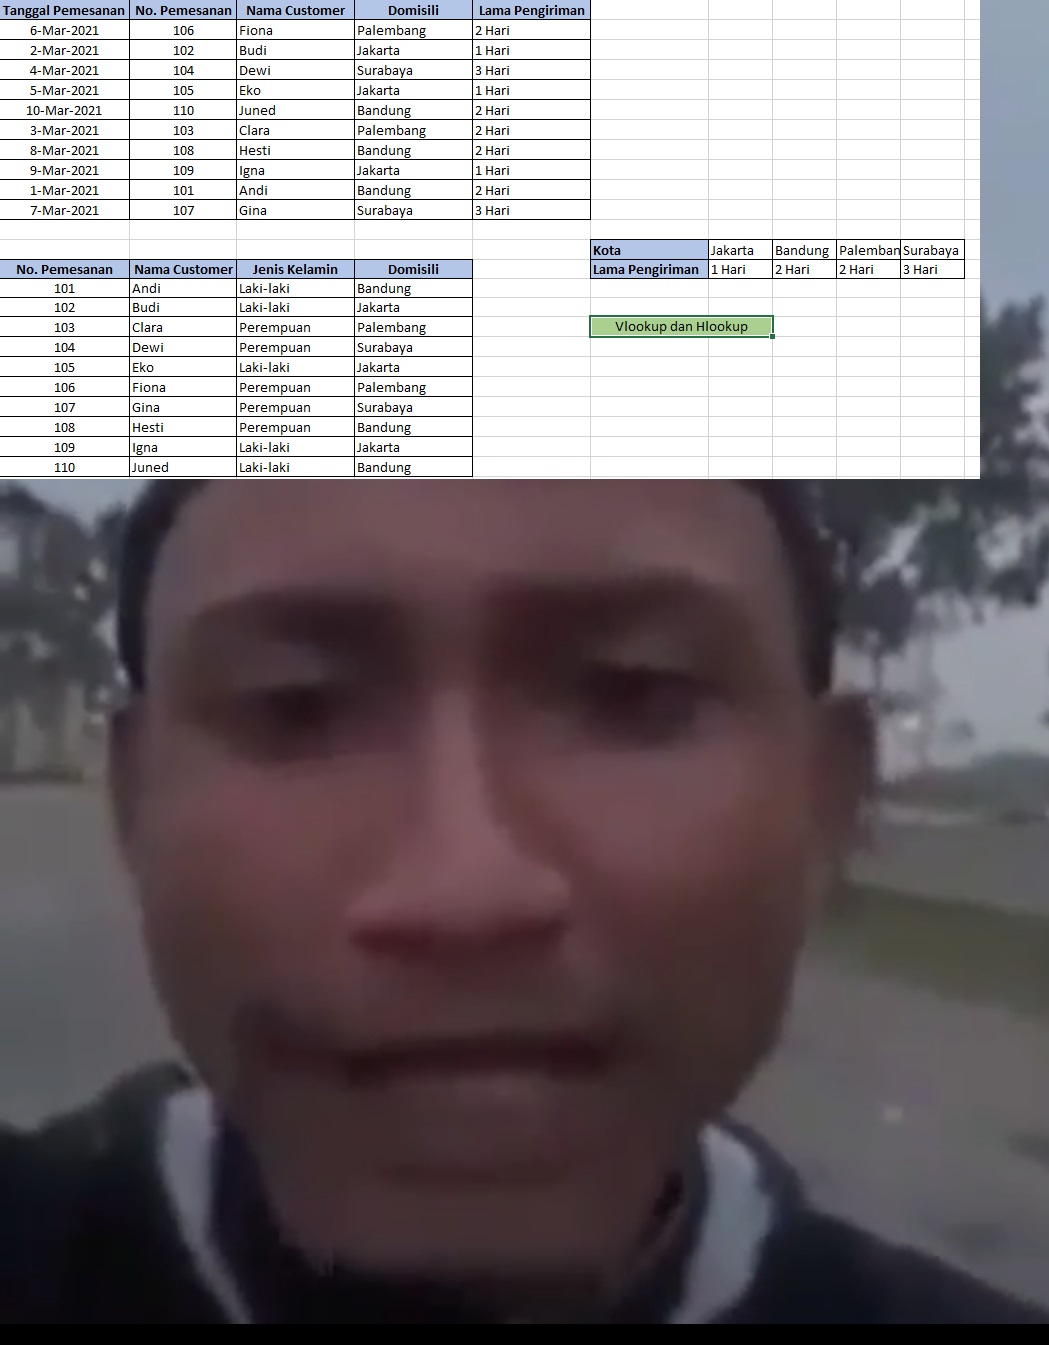 Tanggal Pemesanan No. Pemesanan Nama Customer Domisili Lama Pengiriman
6-Mar-2021 106 Fiona Palembang 2 Hari
2-Mar-2021 102 Budi Jakarta 1 Hari
4-Mar-2021 104 Dewi Surabaya 3 Hari
5-Mar-2021 105 Eko Jakarta 1 Hari
10-Mar-2021 110 Juned Bandung 2 Hari
3-Mar-2021 103 Clara Palembang 2 Hari
8-Mar-2021 108 Hesti Bandung 2 Hari
9-Mar-2021 109 Igna Jakarta 1 Hari
1-Mar-2021 101 Andi Bandung 2 Hari
7-Mar-2021 107 Gina Surabaya 3 Hari
Kota Jakarta Bandung Palemban Surabaya
Lama Pengiriman 1 Hari 2 Hari 2 Hari 3 Hari
Vlookup dan Hlookup
No. Pemesanan Nama Customer Jenis Kelamin Domisili
101 Andi Laki-laki Bandung
102 Budi Laki-laki Jakarta
103 Clara Perempuan Palembang
104 Dewi Perempuan Surabaya
105 Eko Laki-laki Jakarta
106 Fiona Perempuan Palembang
107 Gina Perempuan Surabaya
108 Hesti Perempuan Bandung
109 Igna Laki-laki Jakarta
110 Juned Laki-laki Bandung